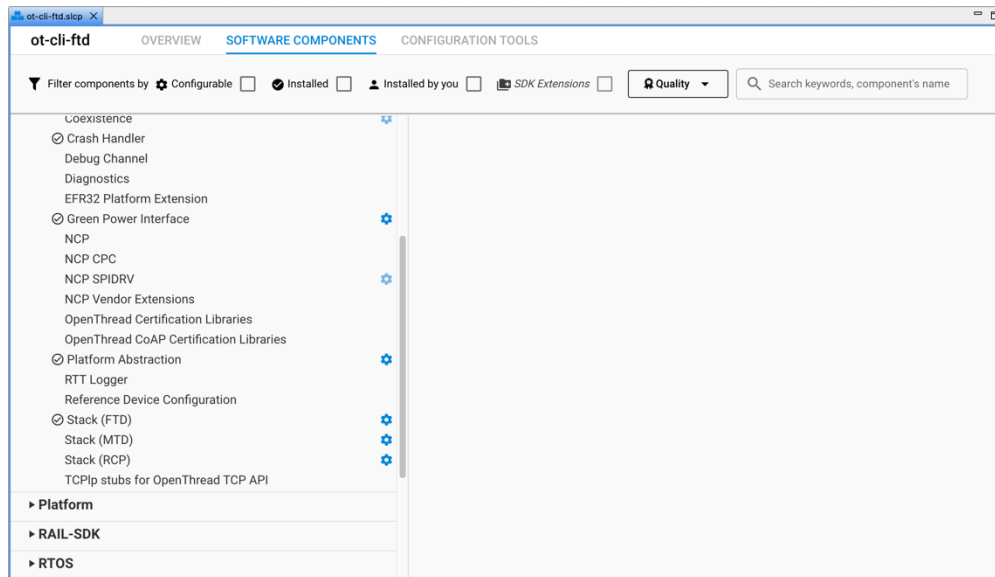 ot-cli-ftd.slcp
ot-cli-ftd OVERVIEW SOFTWARE COMPONENTS CONFIGURATION TOOLS
Filter components by Configurable Installed Installed by you SDK Extensions Quality Search keywords, component's name
Coexistence
Crash Handler
Debug Channel
Diagnostics
EFR32 Platform Extension
Green Power Interface
NCP
NCP CPC
NCP SPIDRV
NCP Vendor Extensions
OpenThread Certification Libraries
OpenThread CoAP Certification Libraries
Platform Abstraction
RTT Logger
Reference Device Configuration
Stack (FTD)
Stack (MTD)
Stack (RCP)
TCPlp stubs for OpenThread TCP API
Platform
RAIL-SDK
RTOS